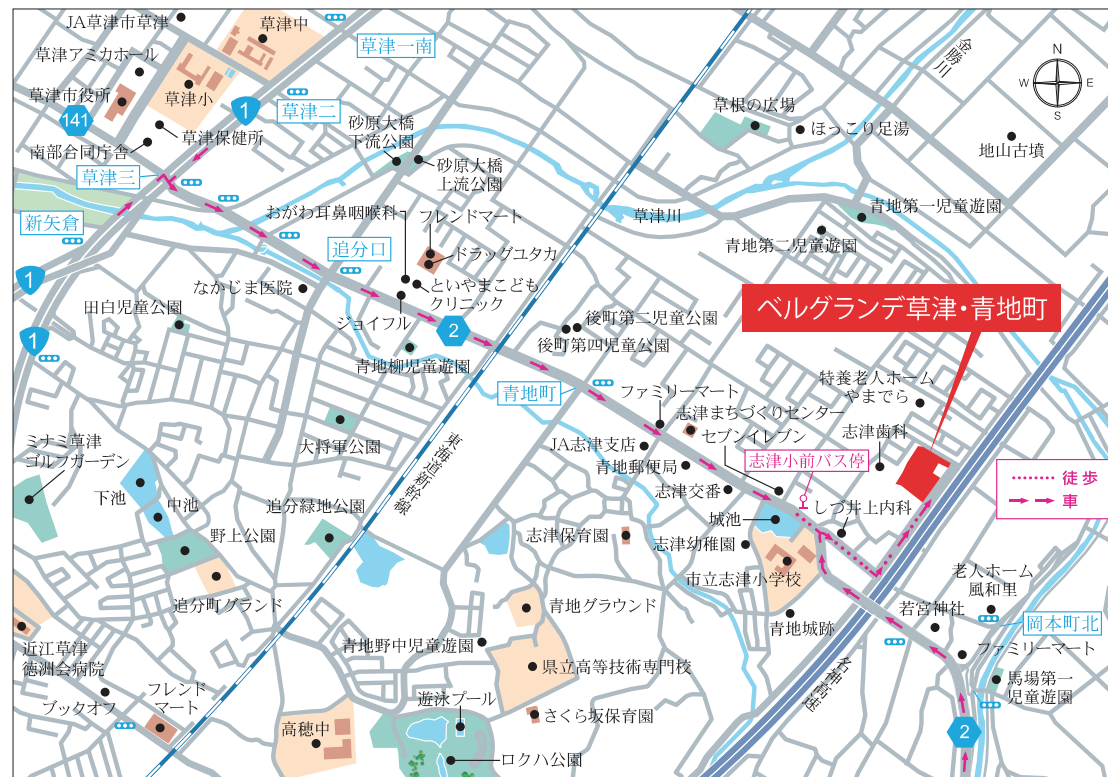 JA草津市草津
草津中
草津一南
草津アミカホール
草津市役所
草津小
1
草津二
141
草津保健所
南部合同庁舎
草津三
新矢倉
砂原大橋
下流公園
砂原大橋
上流公園
草根の広場
ほっこり足湯
金勝川
N
W
E
S
地山古墳
おがわ耳鼻咽喉科
フレンドマート
ドラッグユタカ
追分口
といやまこども
クリニック
草津川
青地第一児童遊園
青地第二児童遊園
なかじま医院
1
田白児童公園
ジョイフル
2
後町第二児童公園
後町第四児童公園
ベルグランデ草津・青地町
1
青地柳児童遊園
青地町
ファミリーマート
特養老人ホーム
やまでら
志津まちづくりセンター
セブンイレブン
志津歯科
JA志津支店
青地郵便局
志津小前バス停
徒歩
車
大将軍公園
東海道新幹線
ミナミ草津
ゴルフガーデン
下池
中池
追分緑地公園
志津交番
しづ井上内科
城池
野上公園
志津保育園
志津幼稚園
市立志津小学校
老人ホーム
風和里
追分町グランド
青地グラウンド
青地城跡
若宮神社
岡本町北
近江草津
徳洲会病院
青地野中児童遊園
県立高等技術専門校
名神高速
ファミリーマート
馬場第一
児童遊園
ブックオフ
フレンド
マート
遊泳プール
さくら坂保育園
高穂中
ロクハ公園
2